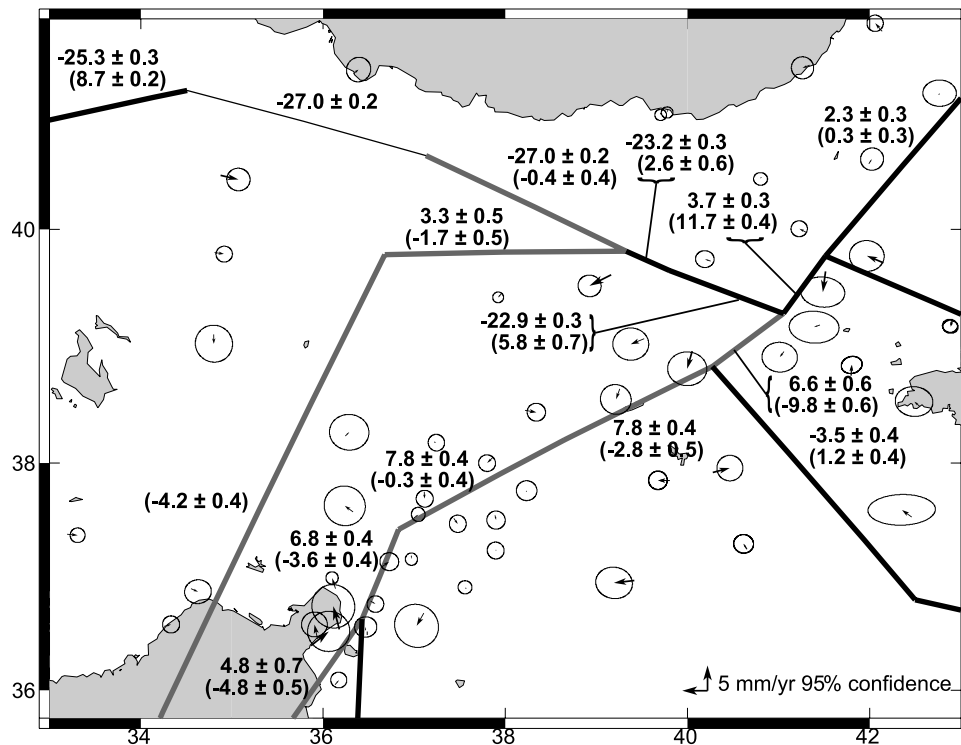 -25.3 ± 0.3
(8.7 ± 0.2)
-27.0 ± 0.2
-27.0 ± 0.2
(-0.4 ± 0.4)
-23.2 ± 0.3
(2.6 ± 0.6)
2.3 ± 0.3
(0.3 ± 0.3)
3.7 ± 0.3
(11.7 ± 0.4)
3.3 ± 0.5
(-1.7 ± 0.5)
-22.9 ± 0.3
(5.8 ± 0.7)
6.6 ± 0.6
(-9.8 ± 0.6)
-3.5 ± 0.4
(1.2 ± 0.4)
7.8 ± 0.4
(-2.8 ± 0.5)
7.8 ± 0.4
(-0.3 ± 0.4)
(-4.2 ± 0.4)
6.8 ± 0.4
(-3.6 ± 0.4)
4.8 ± 0.7
(-4.8 ± 0.5)
5 mm/yr 95% confidence
40
38
36
34 36 38 40 42